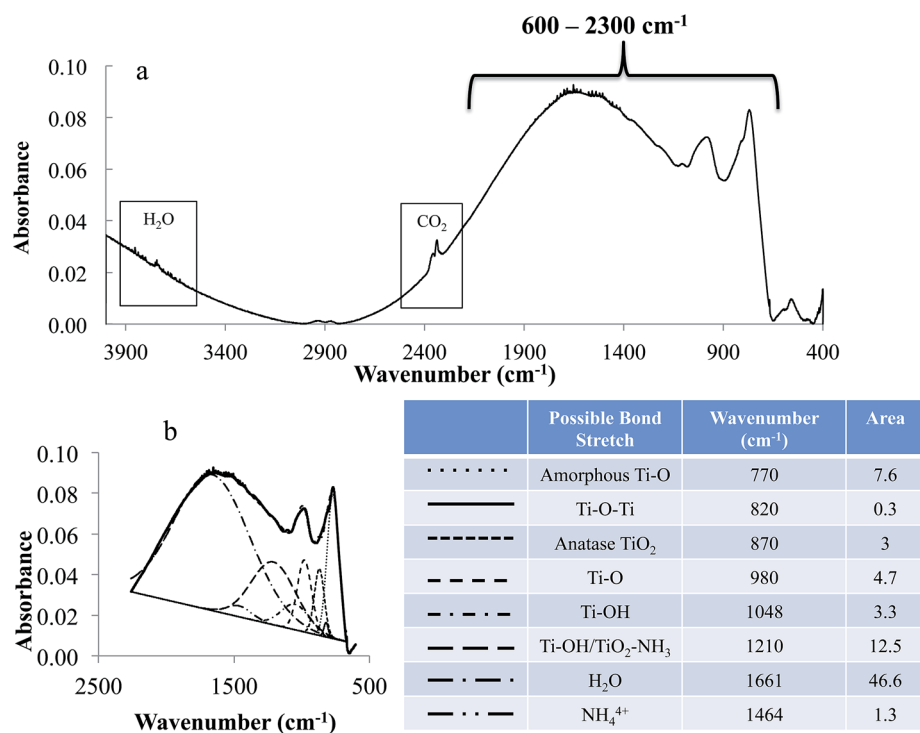 600 – 2300 cm⁻¹
a
Absorbance
0.10
0.08
0.06
0.04
0.02
0.00
H₂O
CO₂
3900 3400 2900 2400 1900 1400 900 400
Wavenumber (cm⁻¹)
b
Absorbance
0.10
0.08
0.06
0.04
0.02
0.00
2500 1500 500
Wavenumber (cm⁻¹)
Possible Bond Stretch Wavenumber (cm⁻¹) Area
Amorphous Ti-O 770 7.6
Ti-O-Ti 820 0.3
Anatase TiO₂ 870 3
Ti-O 980 4.7
Ti-OH 1048 3.3
Ti-OH/TiO₂-NH₃ 1210 12.5
H₂O 1661 46.6
NH₄⁴⁺ 1464 1.3